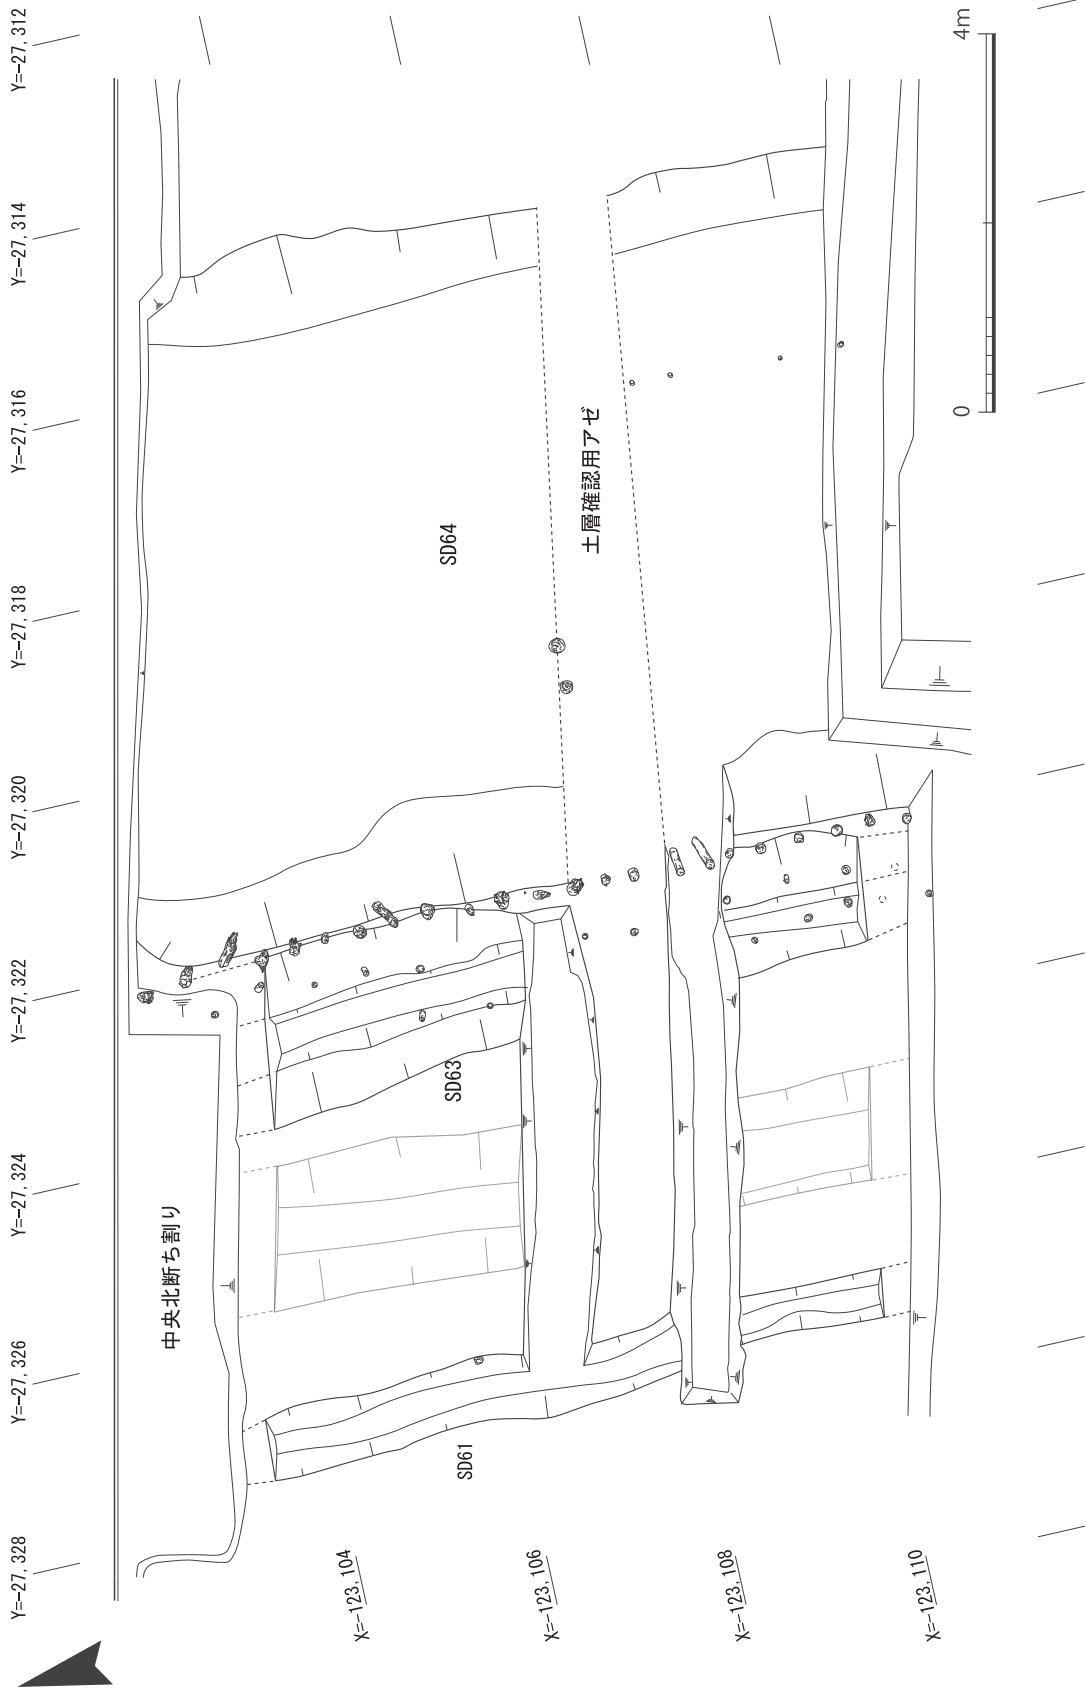 Y=-27,312
Y=-27,314
Y=-27,316
Y=-27,318
Y=-27,320
Y=-27,322
Y=-27,324
Y=-27,326
Y=-27,328
中央北断ち割り
SD64
土層確認用アゼ
SD63
SD61
X=-123,104
X=-123,106
X=-123,108
X=-123,110
0
4m